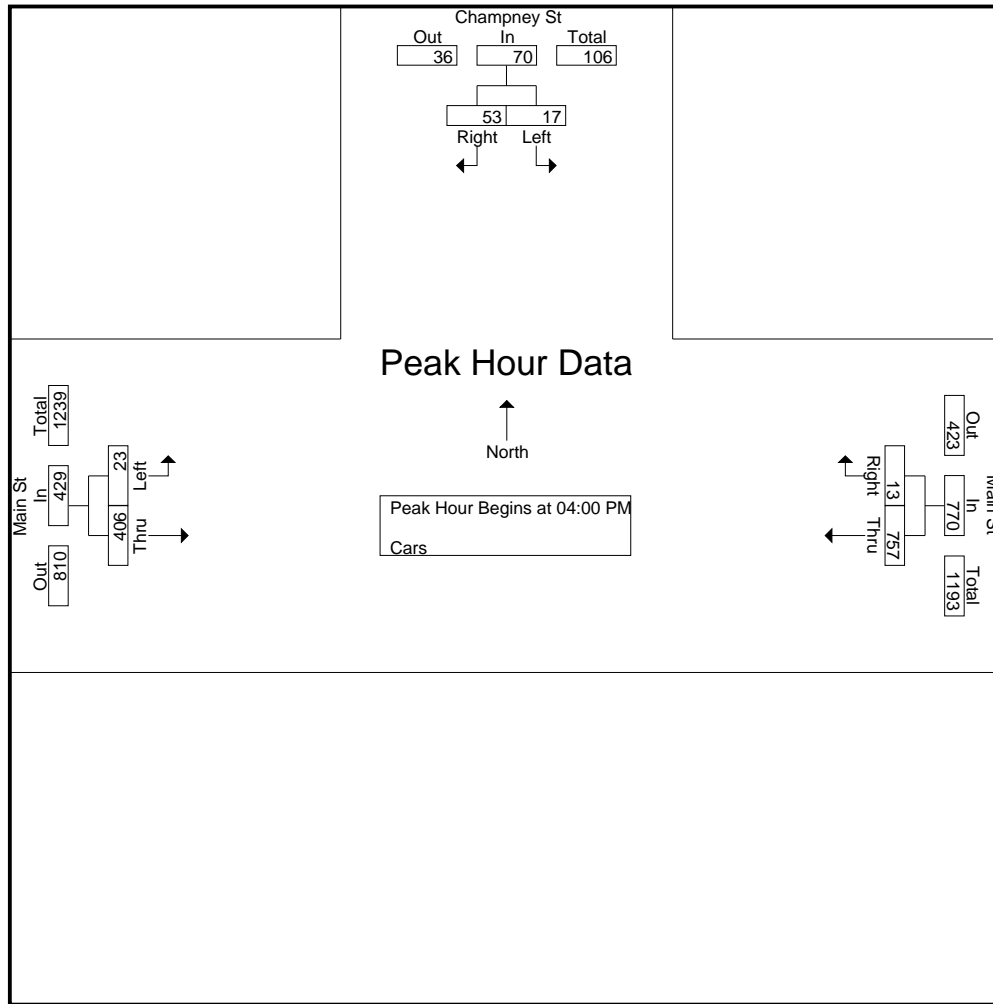 Champney St
Out In Total
36 70 106
53 17
Right Left
Peak Hour Data
North
Peak Hour Begins at 04:00 PM
Cars
Main St
Total In Out
1239 429 810
23 406
Left Thru
Main St
Out In Total
423 770 1193
13 757
Right Thru